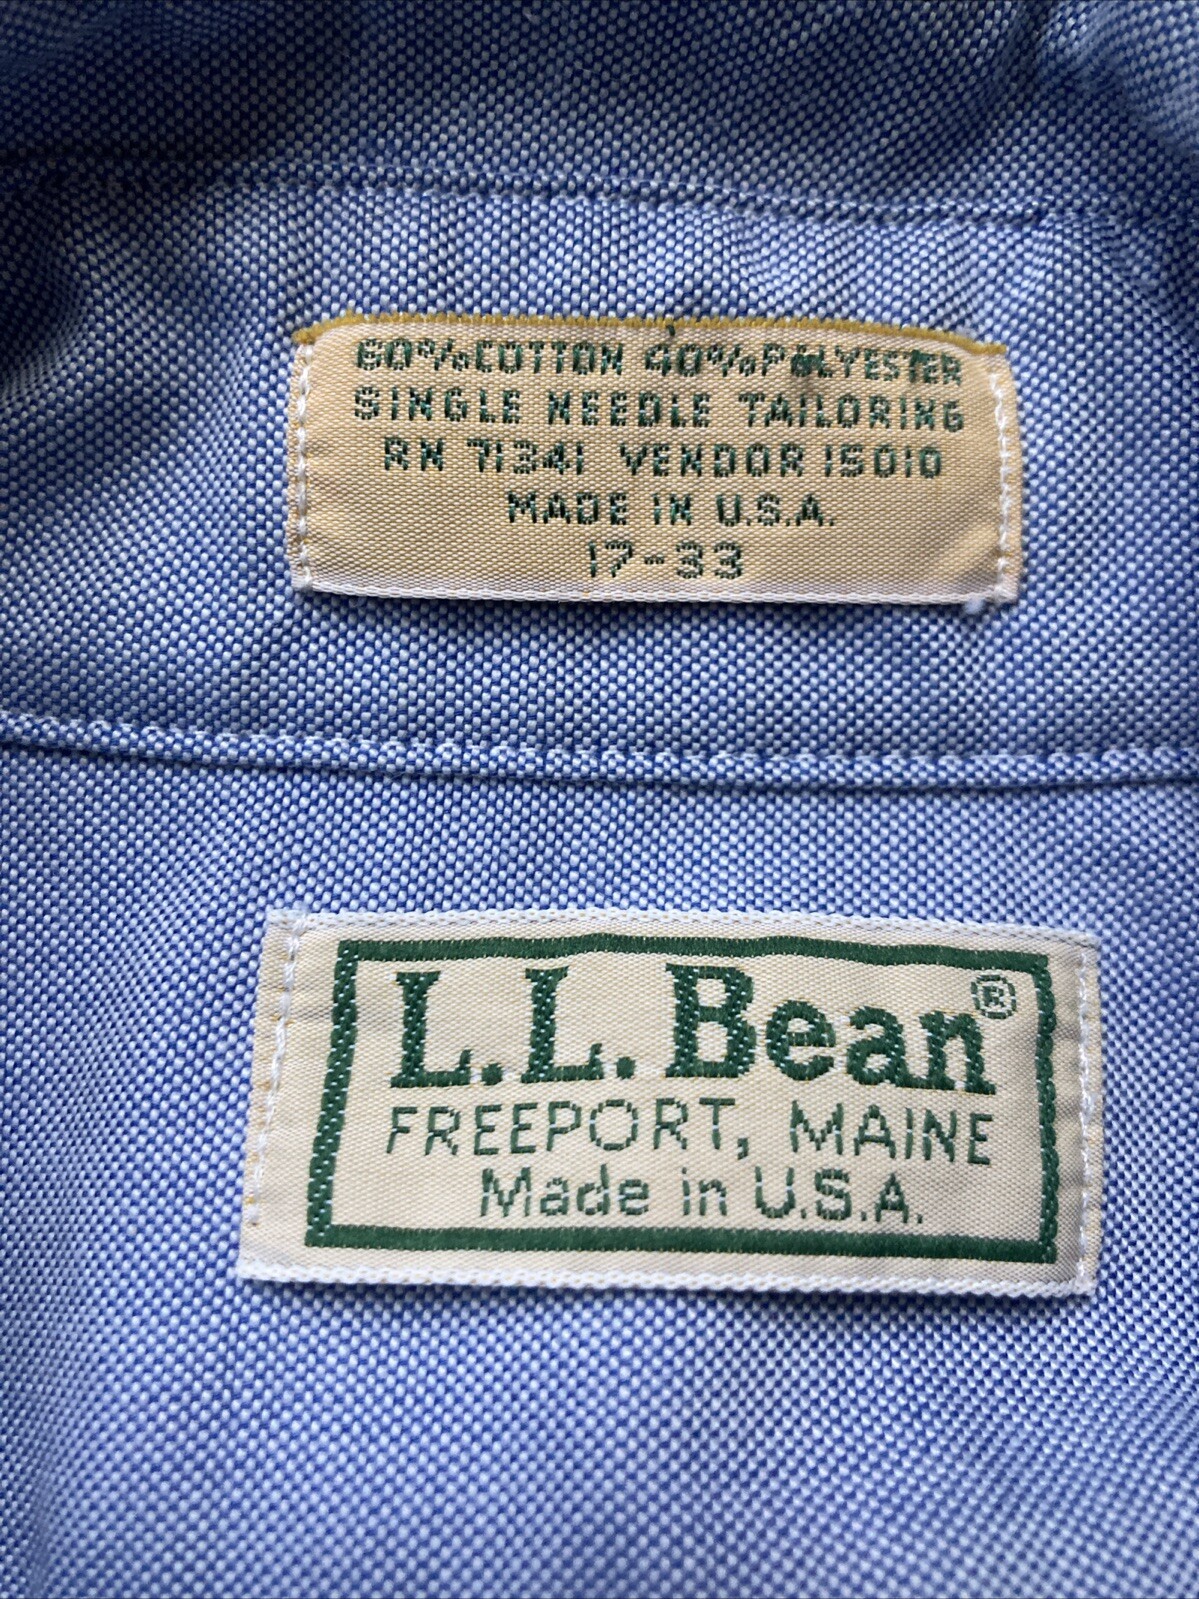 60% COTTON 40% POLYESTER
SINGLE NEEDLE TAILORING
RN 71341 VENDOR 15010
MADE IN U.S.A.
17-33
L.L.Bean®
FREEPORT, MAINE
Made in U.S.A.